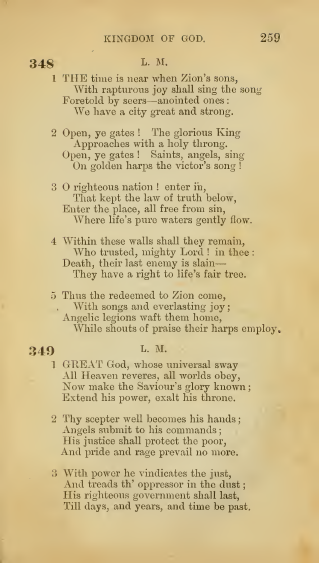 KINGDOM OF GOD. 259
348 L. M.
1 THE time is near when Zion's sons,
With rapturous joy shall sing the song
Foretold by seers—anointed ones:
We have a city great and strong.
2 Open, ye gates! The glorious King
Approaches with a holy throng.
Open, ye gates! Saints, angels, sing
On golden harps the victor's song!
3 O righteous nation! enter in,
That kept the law of truth below,
Enter the place, all free from sin,
Where life's pure waters gently flow.
4 Within these walls shall they remain,
Who trusted, mighty Lord! in thee:
Death, their last enemy is slain—
They have a right to life's fair tree.
5 Thus the redeemed to Zion come,
With songs and everlasting joy;
Angelic legions waft them home,
While shouts of praise their harps employ.
349 L. M.
1 GREAT God, whose universal sway
All Heaven reveres, all worlds obey,
Now make the Saviour's glory known;
Extend his power, exalt his throne.
2 Thy scepter well becomes his hands;
Angels submit to his commands;
His justice shall protect the poor,
And pride and rage prevail no more.
3 With power he vindicates the just,
And treads th' oppressor in the dust;
His righteous government shall last,
Till days, and years, and time be past.